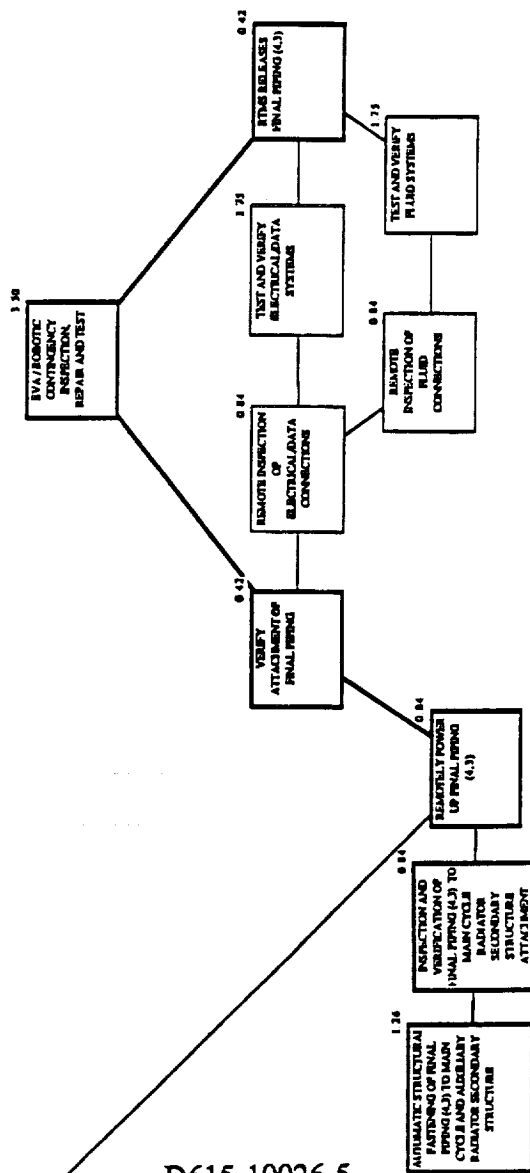 3 50
EVA / ROBOTIC
CONTINGENCY
INSPECTION,
REPAIR AND TEST
0 42
RTMS RELEASES
FINAL PIPING (4.3)
1 75
TEST AND VERIFY
ELECTRICAL/DATA
SYSTEMS
1 75
TEST AND VERIFY
FLUID SYSTEMS
0 84
REMOTE INSPECTION
OF
ELECTRICAL/DATA
CONNECTIONS
0 84
REMOTE
INSPECTION OF
FLUID
CONNECTIONS
0 42
VERIFY
ATTACHMENT OF
FINAL PIPING
0 84
REMOTELY POWER
UP FINAL PIPING
(4.3)
0 84
INSPECTION AND
VERIFICATION OF
FINAL PIPING (4.3) TO
MAIN CYCLE
RADIATOR
SECONDARY
STRUCTURE
ATTACHMENT
1 26
AUTOMATIC STRUCTURAL
FASTENING OF FINAL
PIPING (4.3) TO MAIN
CYCLE AND AUXILIARY
RADIATOR SECONDARY
STRUCTURE
D615-10026-5